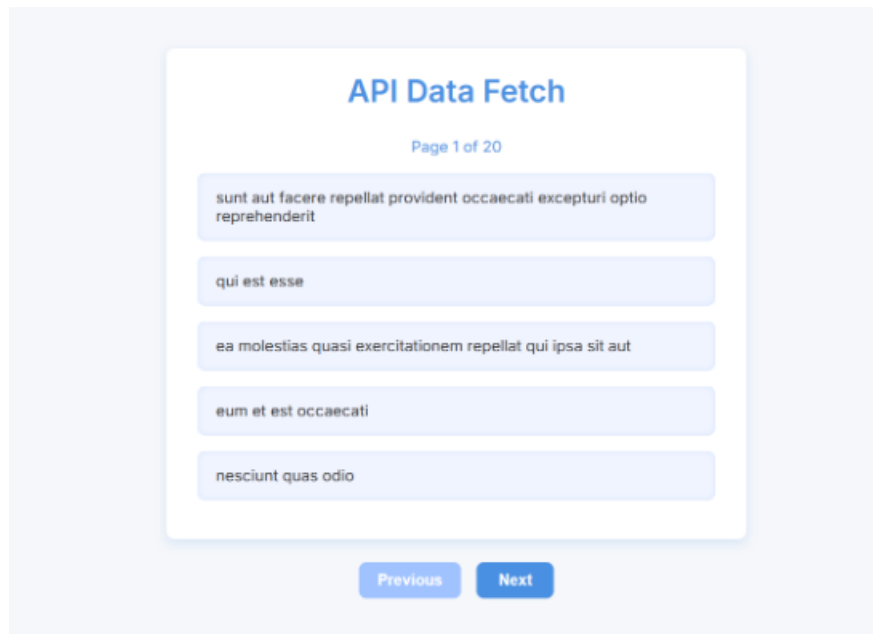 API Data Fetch
Page 1 of 20
sunt aut facere repellat provident occaecati excepturi optio
reprehenderit
qui est esse
ea molestias quasi exercitationem repellat qui ipsa sit aut
eum et est occaecati
nesciunt quas odio
Previous
Next